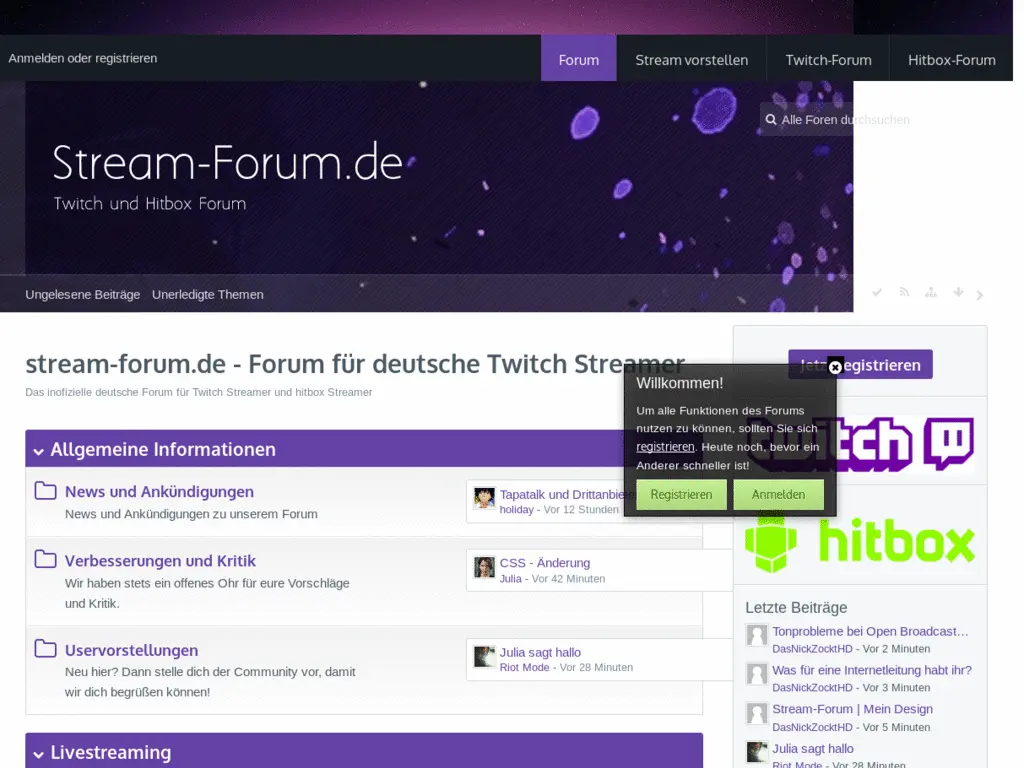 Anmelden oder registrieren
Forum
Stream vorstellen
Twitch-Forum
Hitbox-Forum
Alle Foren durchsuchen
Stream-Forum.de
Twitch und Hitbox Forum
Ungelesene Beiträge
Unerledigte Themen
stream-forum.de - Forum für deutsche Twitch Streamer
Das inofizielle deutsche Forum für Twitch Streamer und hitbox Streamer
Allgemeine Informationen
News und Ankündigungen
News und Ankündigungen zu unserem Forum
Tapatalk und Drittanbie
holiday - Vor 12 Stunden
Verbesserungen und Kritik
Wir haben stets ein offenes Ohr für eure Vorschläge
und Kritik.
CSS - Änderung
Julia - Vor 42 Minuten
Uservorstellungen
Neu hier? Dann stelle dich der Community vor, damit
wir dich begrüßen können!
Julia sagt hallo
Riot Mode - Vor 28 Minuten
Livestreaming
Willkommen!
Um alle Funktionen des Forums
nutzen zu können, sollten Sie sich
registrieren. Heute noch, bevor ein
Anderer schneller ist!
Registrieren
Anmelden
Jetzt registrieren
twitch
hitbox
Letzte Beiträge
Tonprobleme bei Open Broadcast…
DasNickZocktHD - Vor 2 Minuten
Was für eine Internetleitung habt ihr?
DasNickZocktHD - Vor 3 Minuten
Stream-Forum | Mein Design
DasNickZocktHD - Vor 5 Minuten
Julia sagt hallo
Riot Mode - Vor 28 Minuten